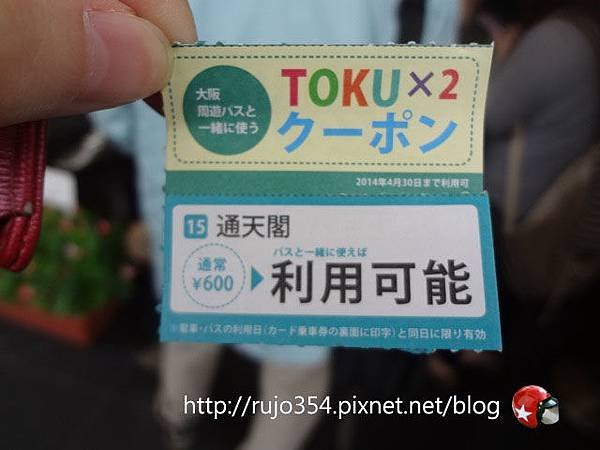 大阪
周遊パスと
一緒に使う
TOKU×2
クーポン
2014年4月30日まで利用可
15 通天閣
通常
¥600
パスと一緒に使えば
利用可能
※電車・バスの利用日(カード乗車券の裏面に印字)と同日に限り有効
http://rujo354.pixnet.net/blog